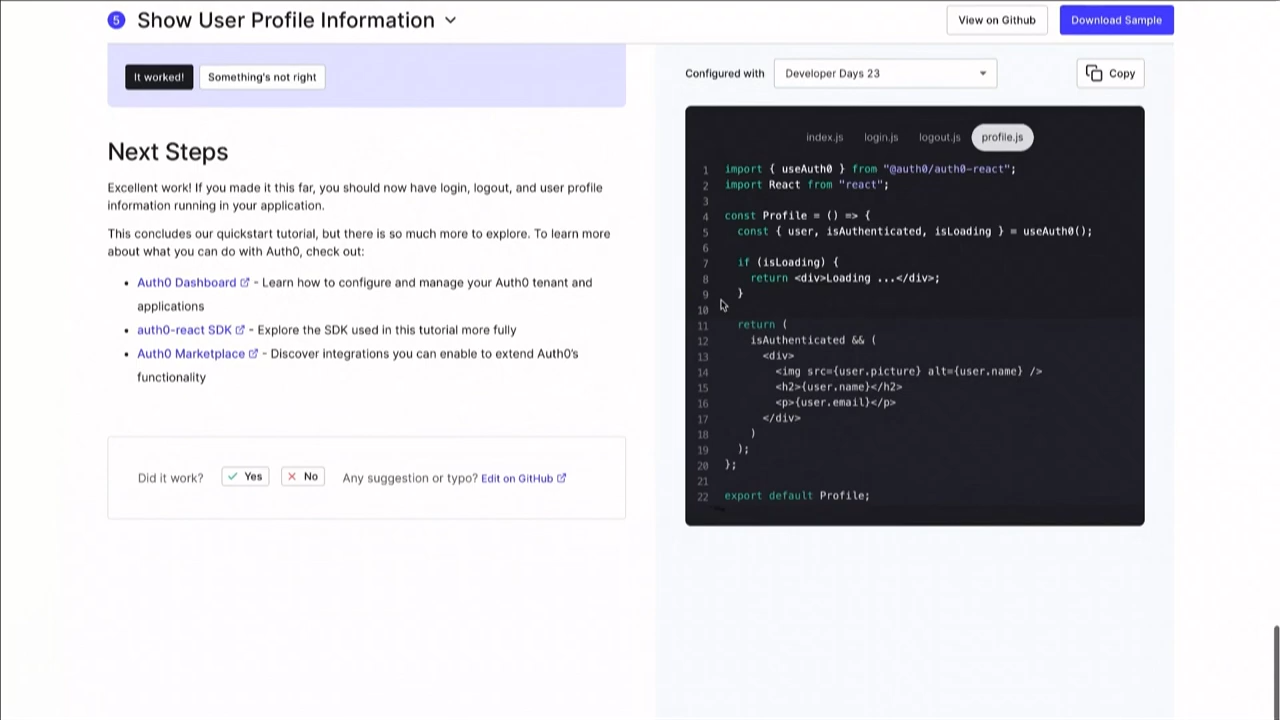 5 Show User Profile Information
View on Github
Download Sample
It worked!
Something's not right
Configured with
Developer Days 23
Copy
Next Steps
Excellent work! If you made it this far, you should now have login, logout, and user profile
information running in your application.
This concludes our quickstart tutorial, but there is so much more to explore. To learn more
about what you can do with Auth0, check out:
• Auth0 Dashboard - Learn how to configure and manage your Auth0 tenant and
applications
• auth0-react SDK - Explore the SDK used in this tutorial more fully
• Auth0 Marketplace - Discover integrations you can enable to extend Auth0's
functionality
Did it work?
Yes
No
Any suggestion or typo? Edit on GitHub
index.js login.js logout.js profile.js
1 import { useAuth0 } from "@auth0/auth0-react";
2 import React from "react";
3
4 const Profile = () => {
5 const { user, isAuthenticated, isLoading } = useAuth0();
6
7 if (isLoading) {
8 return <div>Loading ...</div>;
9 }
10
11 return (
12 isAuthenticated && (
13 <div>
14 <img src={user.picture} alt={user.name} />
15 <h2>{user.name}</h2>
16 <p>{user.email}</p>
17 </div>
18 )
19 );
20 };
21
22 export default Profile;